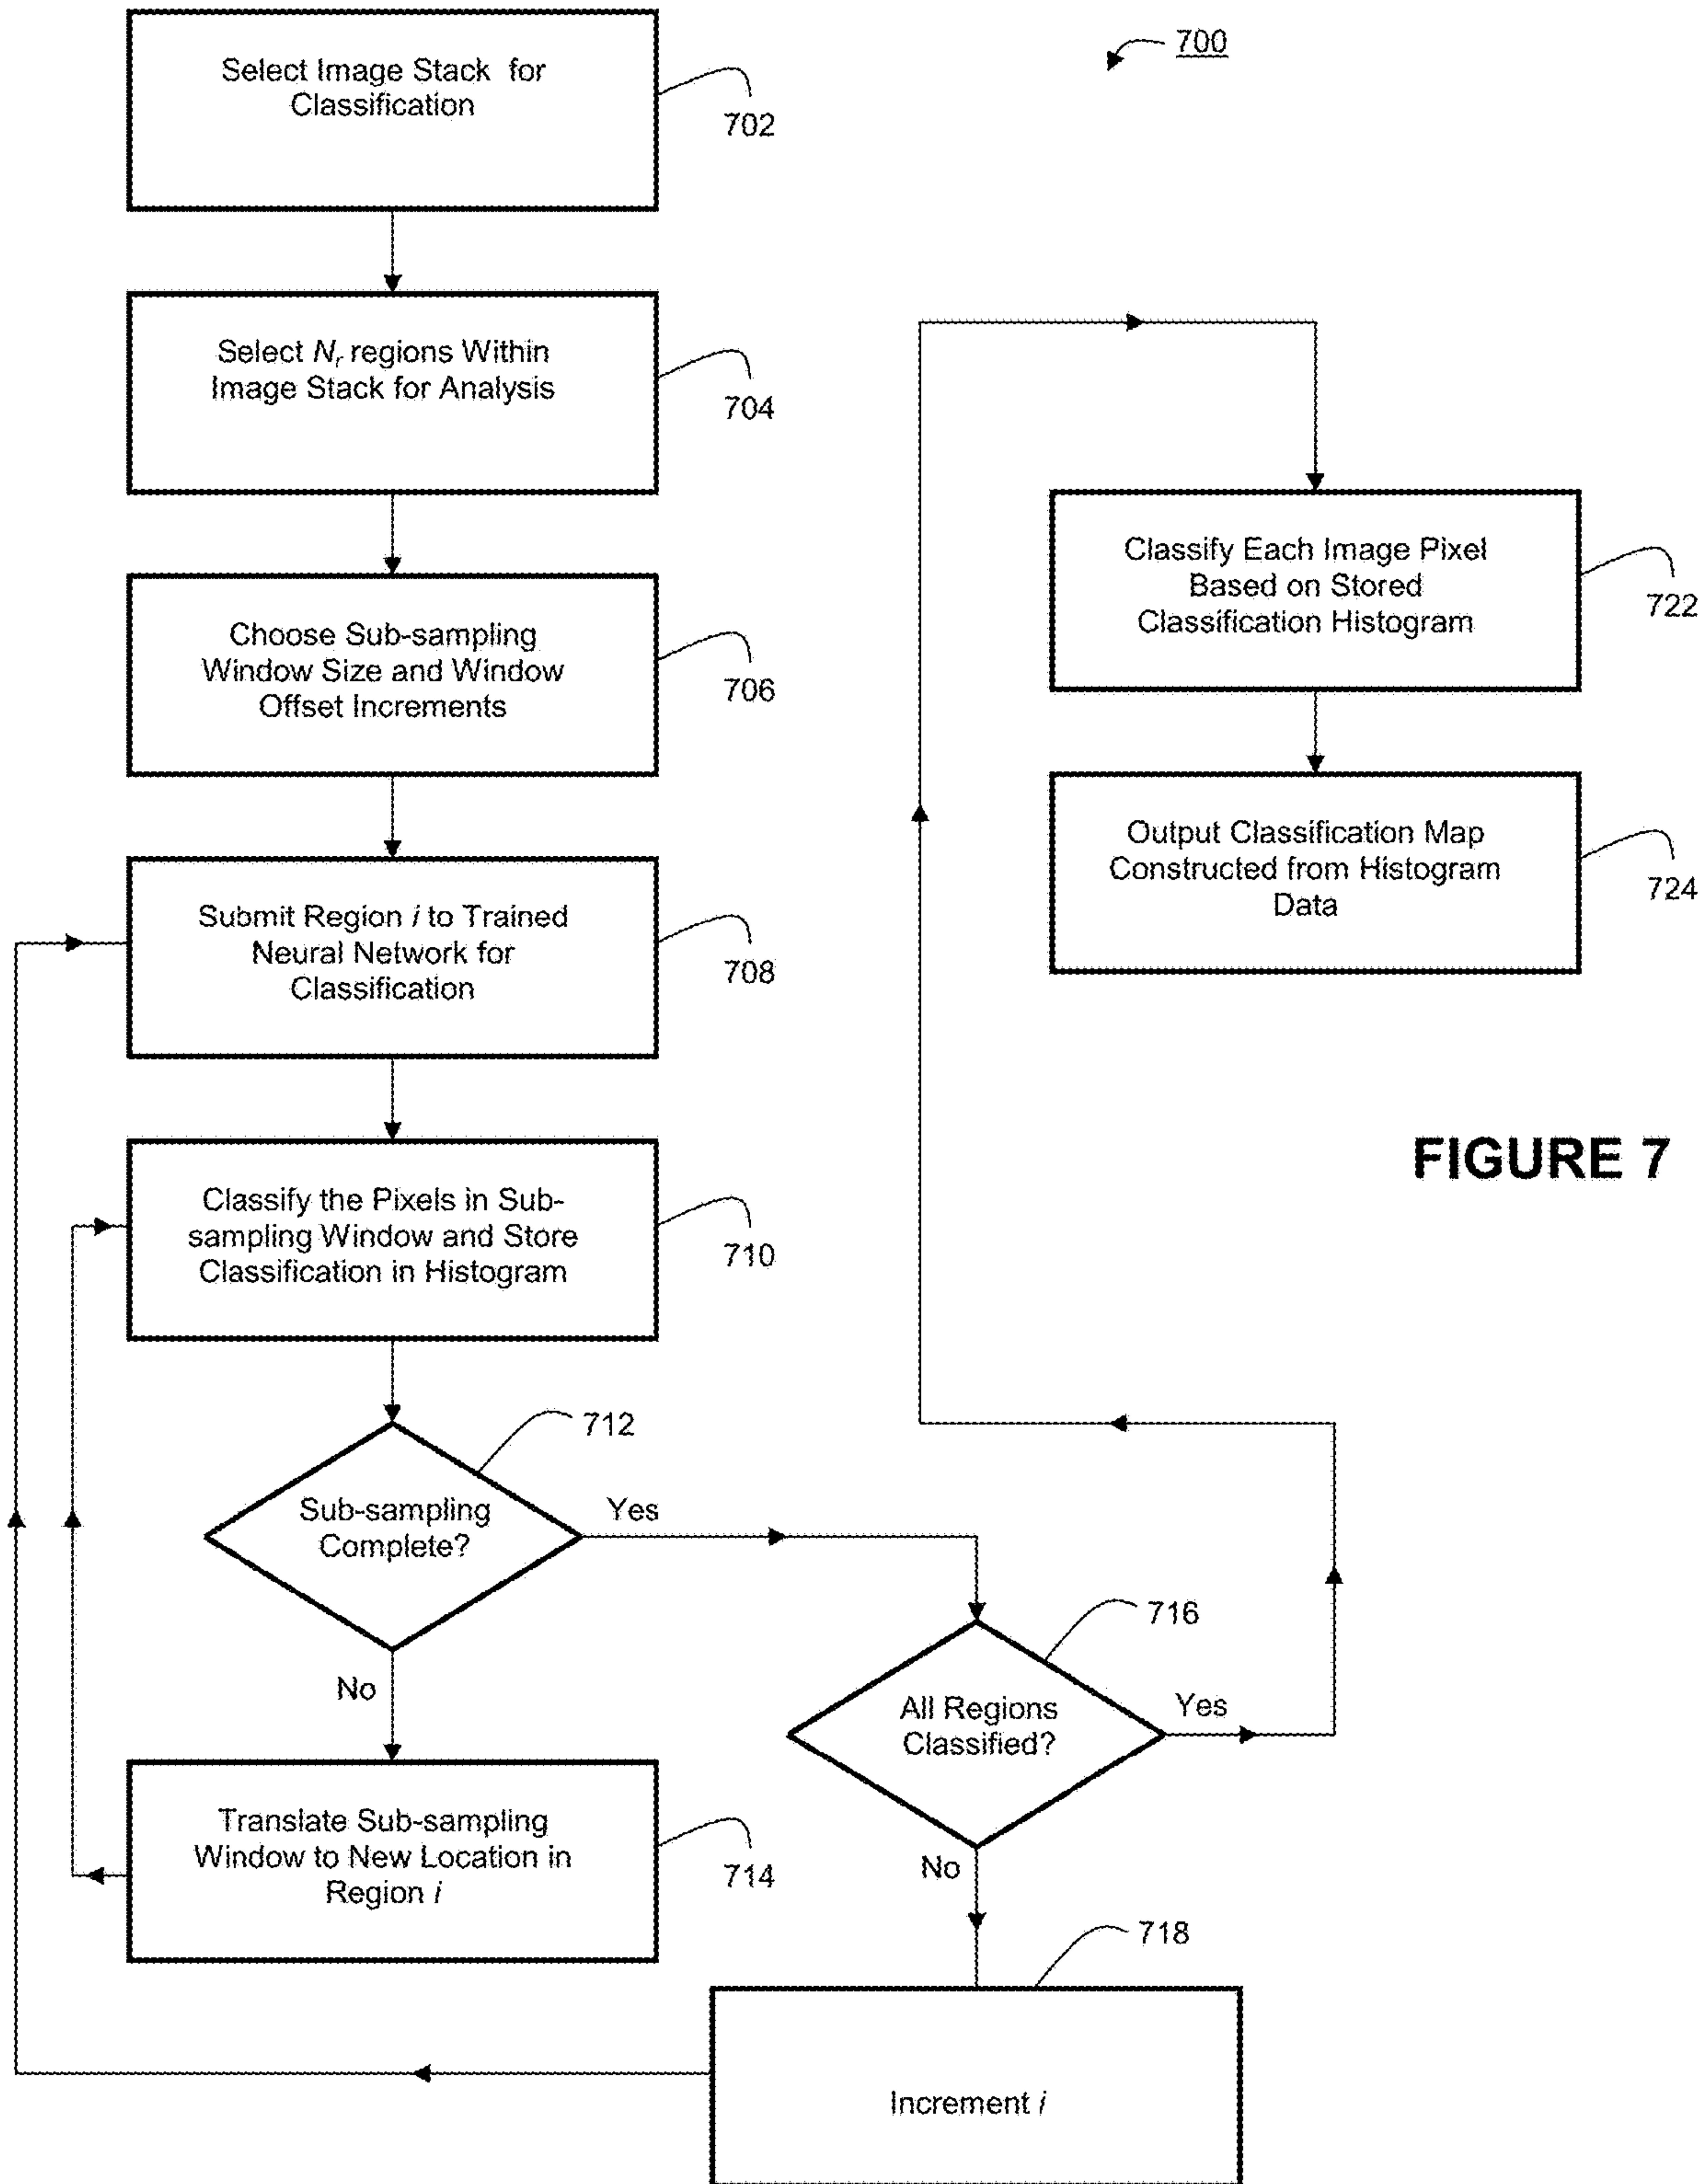 700
Select Image Stack for
Classification
702
Select Nr regions Within
Image Stack for Analysis
704
Choose Sub-sampling
Window Size and Window
Offset Increments
706
Submit Region i to Trained
Neural Network for
Classification
708
Classify the Pixels in Sub-
sampling Window and Store
Classification in Histogram
710
712
Sub-sampling
Complete?
Yes
No
Translate Sub-sampling
Window to New Location in
Region i
714
716
All Regions
Classified?
Yes
No
718
Increment i
Classify Each Image Pixel
Based on Stored
Classification Histogram
722
Output Classification Map
Constructed from Histogram
Data
724
FIGURE 7